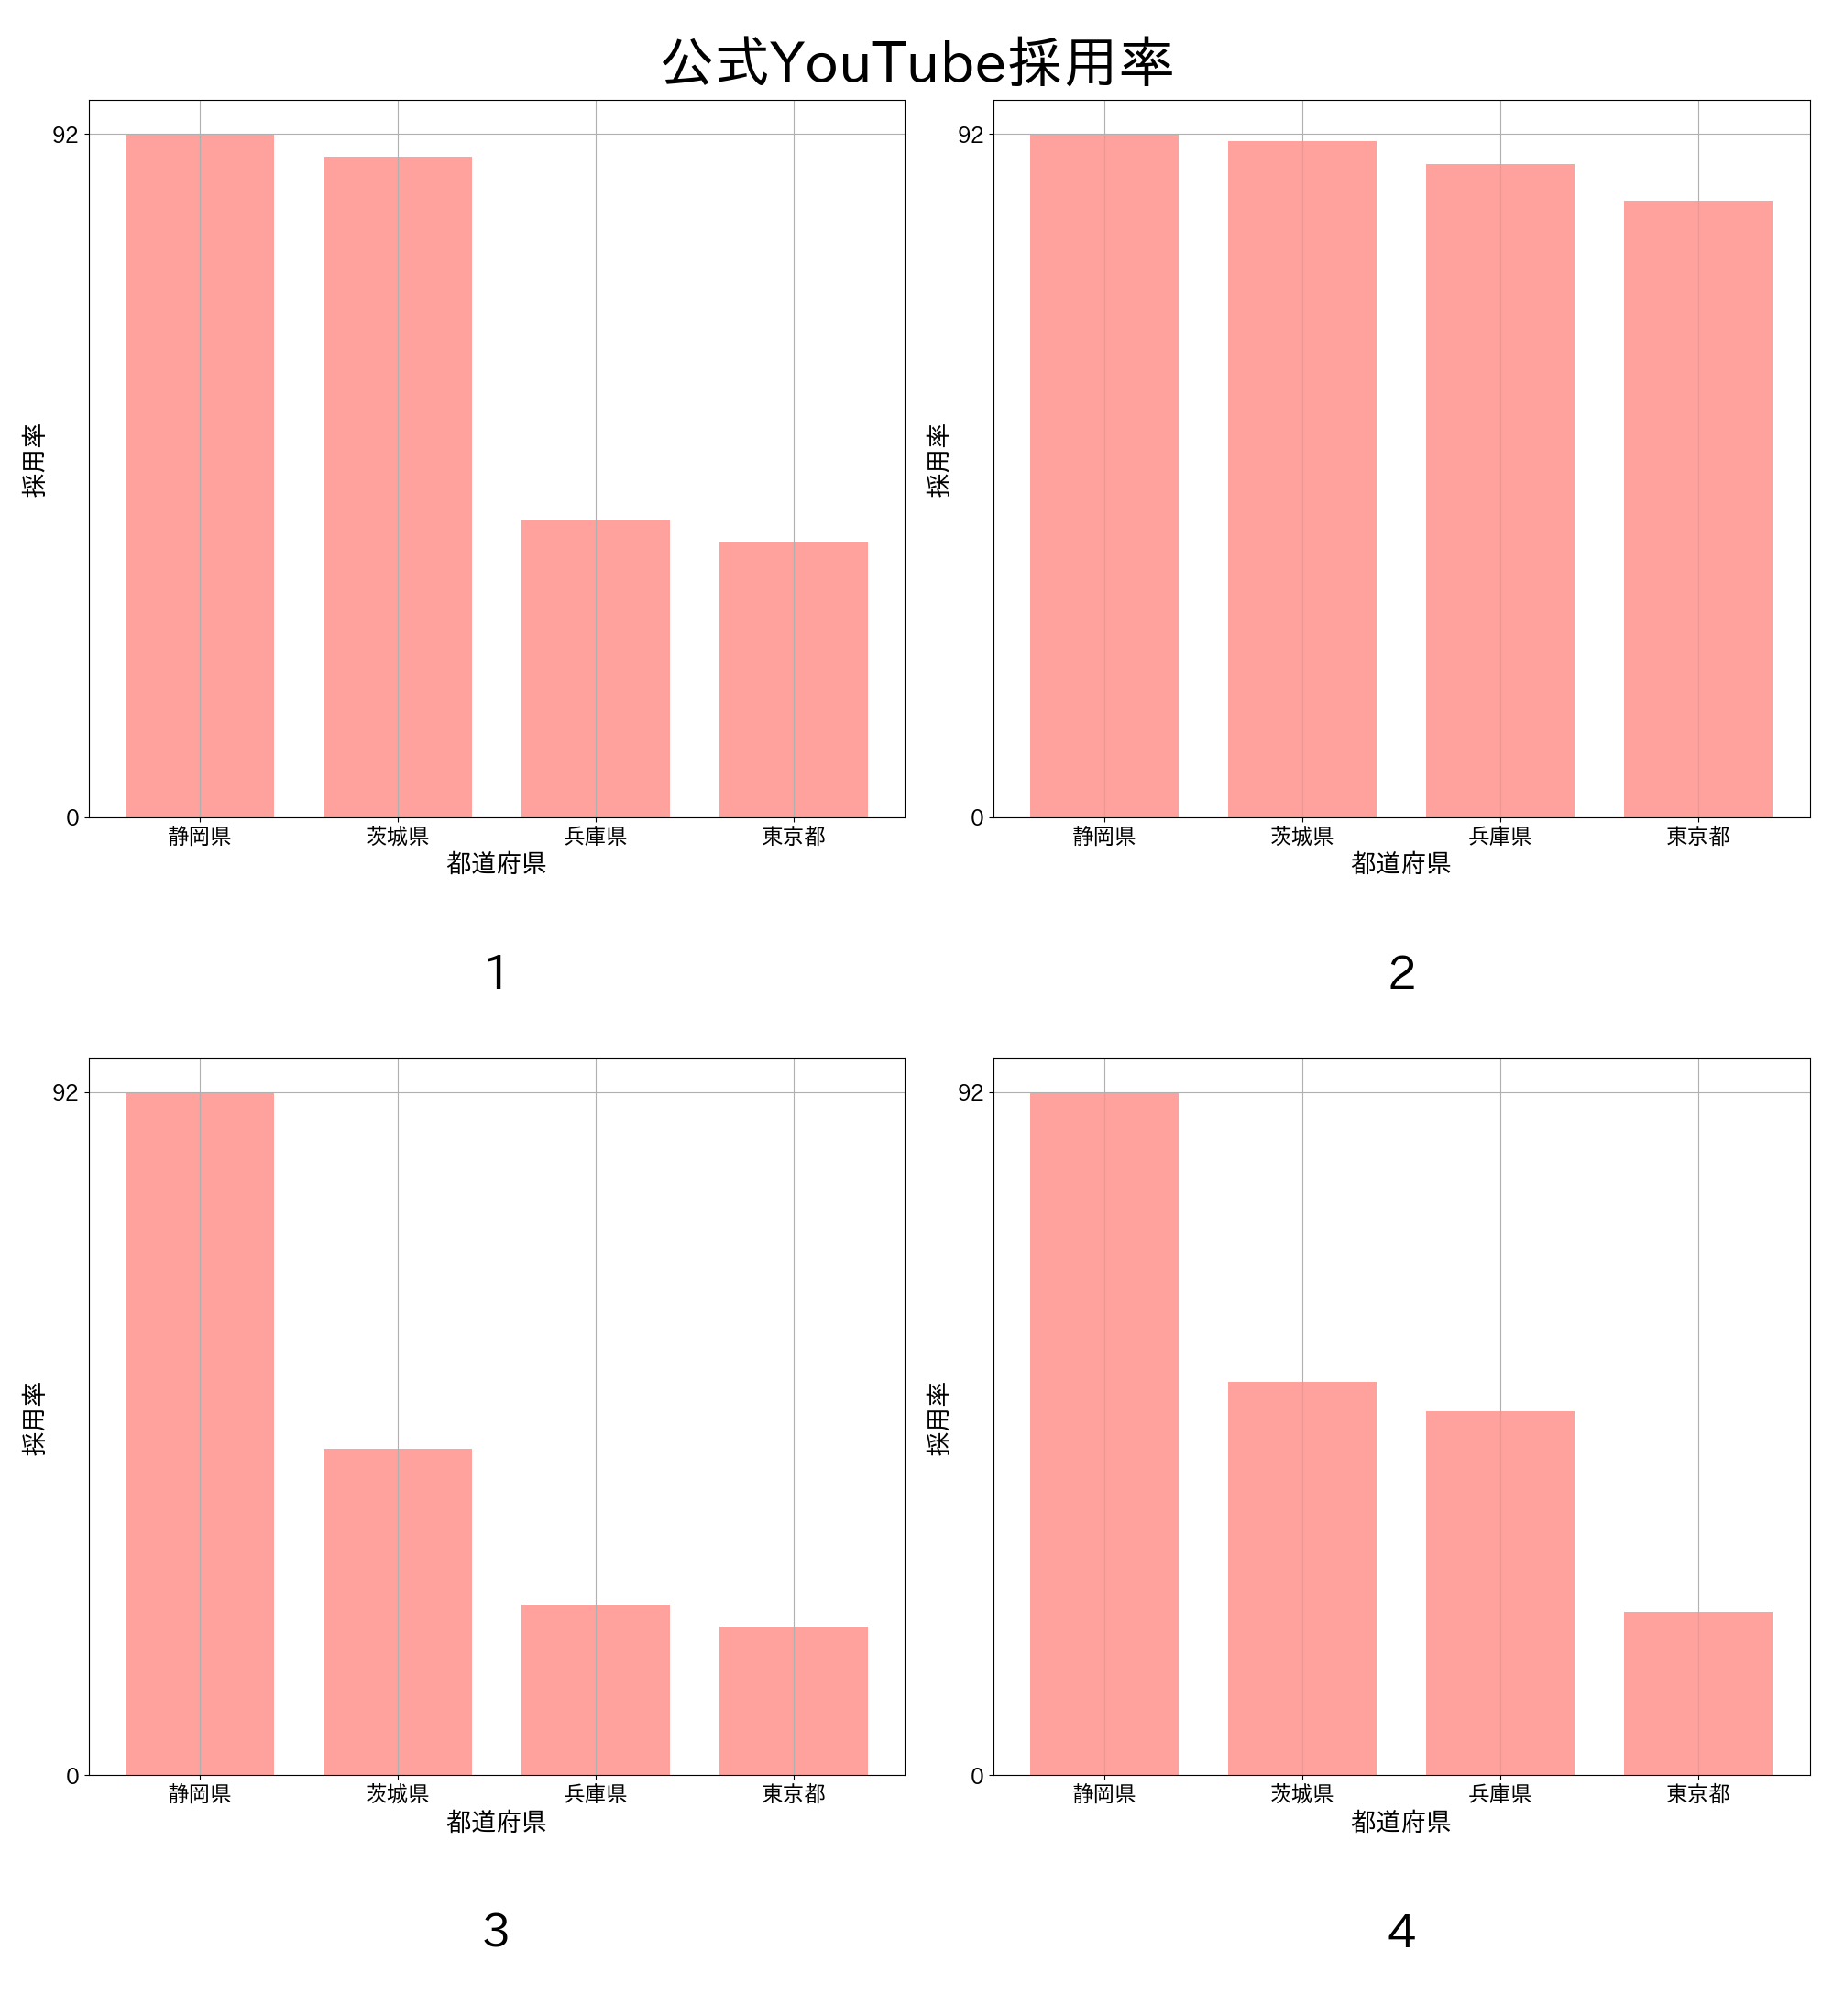 公式YouTube採用率
92
0
採用率
静岡県 茨城県 兵庫県 東京都
都道府県
1
92
0
採用率
静岡県 茨城県 兵庫県 東京都
都道府県
2
92
0
採用率
静岡県 茨城県 兵庫県 東京都
都道府県
3
92
0
採用率
静岡県 茨城県 兵庫県 東京都
都道府県
4